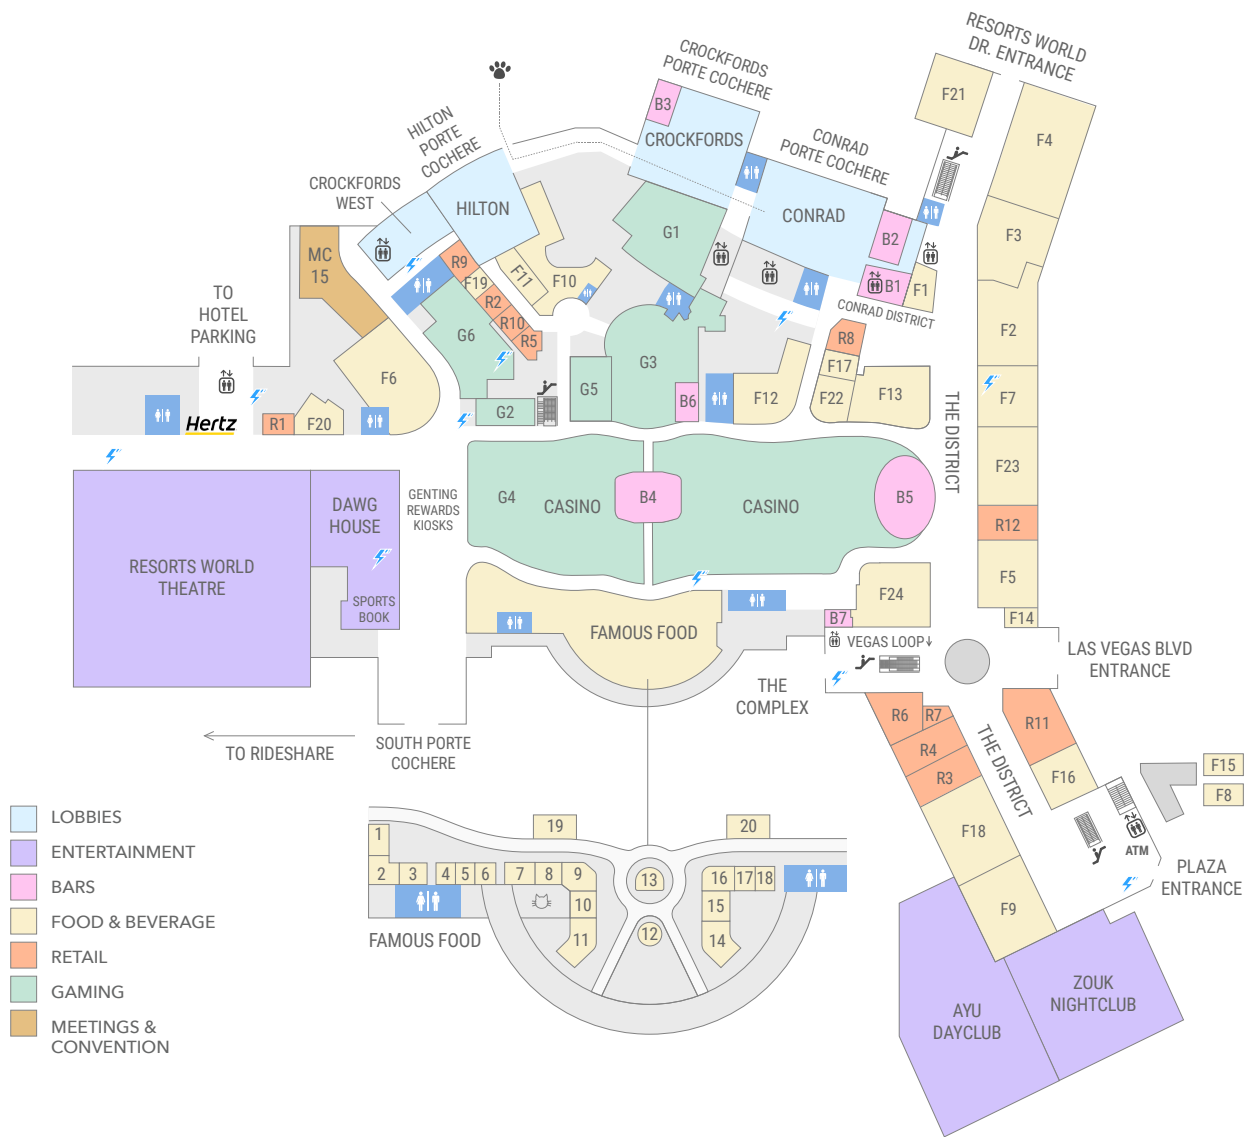 RESORTS WORLD
DR. ENTRANCE
CROCKFORDS
PORTE COCHERE
F21
B3
F4
HILTON
PORTE
COCHERE
CROCKFORDS
CONRAD
PORTE COCHERE
CROCKFORDS
WEST
HILTON
CONRAD
G1
B2
F3
MC
15
R9
F11
F10
F19
R2
R10
R5
B1
F1
CONRAD DISTRICT
TO
HOTEL
PARKING
G6
G3
R8
F2
F17
F6
G5
F22
F13
F7
F12
B6
G2
Hertz
R1
F20
THE DISTRICT
F23
G4
CASINO
B4
CASINO
B5
GENTING
REWARDS
KIOSKS
DAWG
HOUSE
R12
RESORTS WORLD
THEATRE
SPORTS
BOOK
F5
F24
F14
B7
FAMOUS FOOD
VEGAS LOOP
LAS VEGAS BLVD
ENTRANCE
THE
COMPLEX
R6
R7
R11
R4
R3
THE DISTRICT
F16
F15
F8
TO RIDESHARE
SOUTH PORTE
COCHERE
F18
ATM
PLAZA
ENTRANCE
F9
ZOUK
NIGHTCLUB
AYU
DAYCLUB
LOBBIES
ENTERTAINMENT
BARS
FOOD & BEVERAGE
RETAIL
GAMING
MEETINGS &
CONVENTION
1
19
20
2
3
4
5
6
7
8
9
13
16
17
18
10
15
11
12
14
FAMOUS FOOD